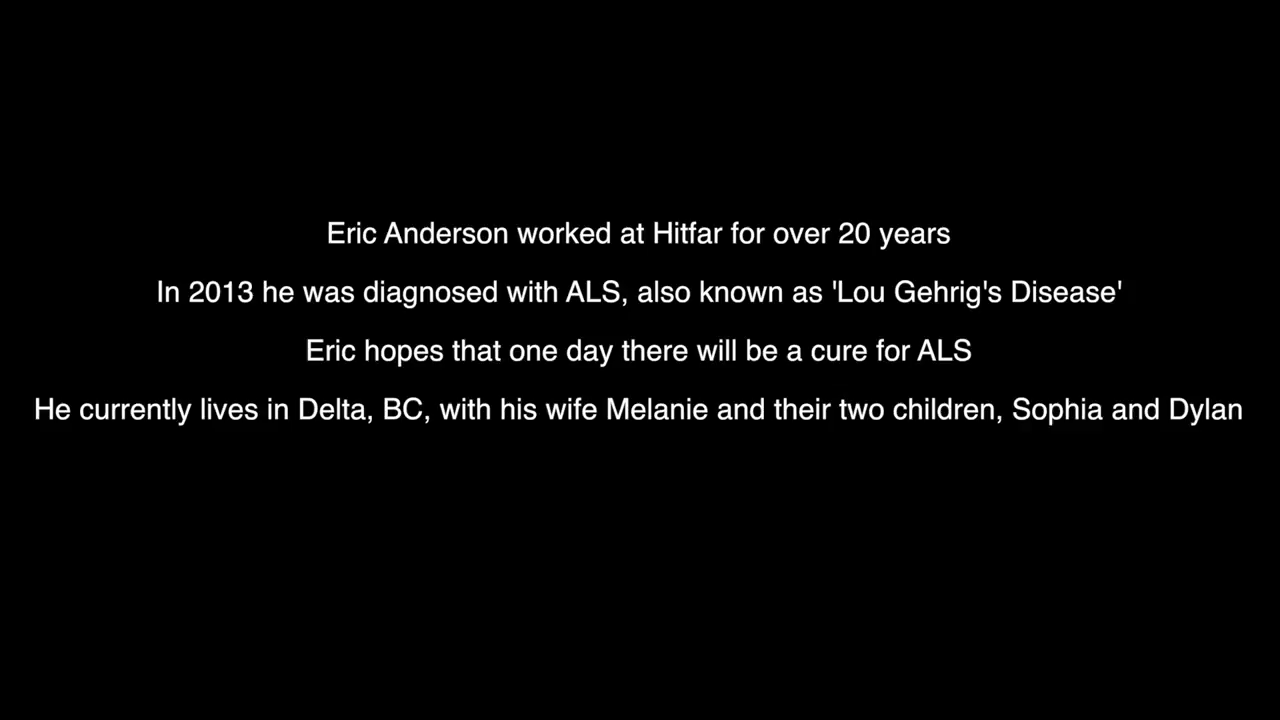 Eric Anderson worked at Hitfar for over 20 years
In 2013 he was diagnosed with ALS, also known as 'Lou Gehrig's Disease'
Eric hopes that one day there will be a cure for ALS
He currently lives in Delta, BC, with his wife Melanie and their two children, Sophia and Dylan